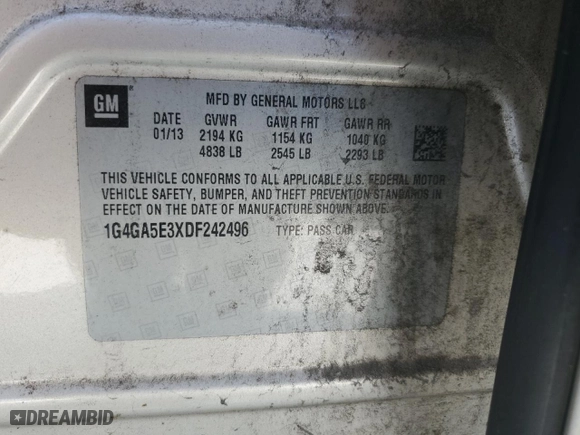 GM
MFD BY GENERAL MOTORS LLC
DATE GVWR GAWR FRT GAWR RR
01/13 2194 KG 1154 KG 1040 KG
4838 LB 2545 LB 2293 LB
THIS VEHICLE CONFORMS TO ALL APPLICABLE U.S. FEDERAL MOTOR
VEHICLE SAFETY, BUMPER, AND THEFT PREVENTION STANDARDS IN
EFFECT ON THE DATE OF MANUFACTURE SHOWN ABOVE.
1G4GA5E3XDF242496 TYPE: PASS CAR
DREAMBID